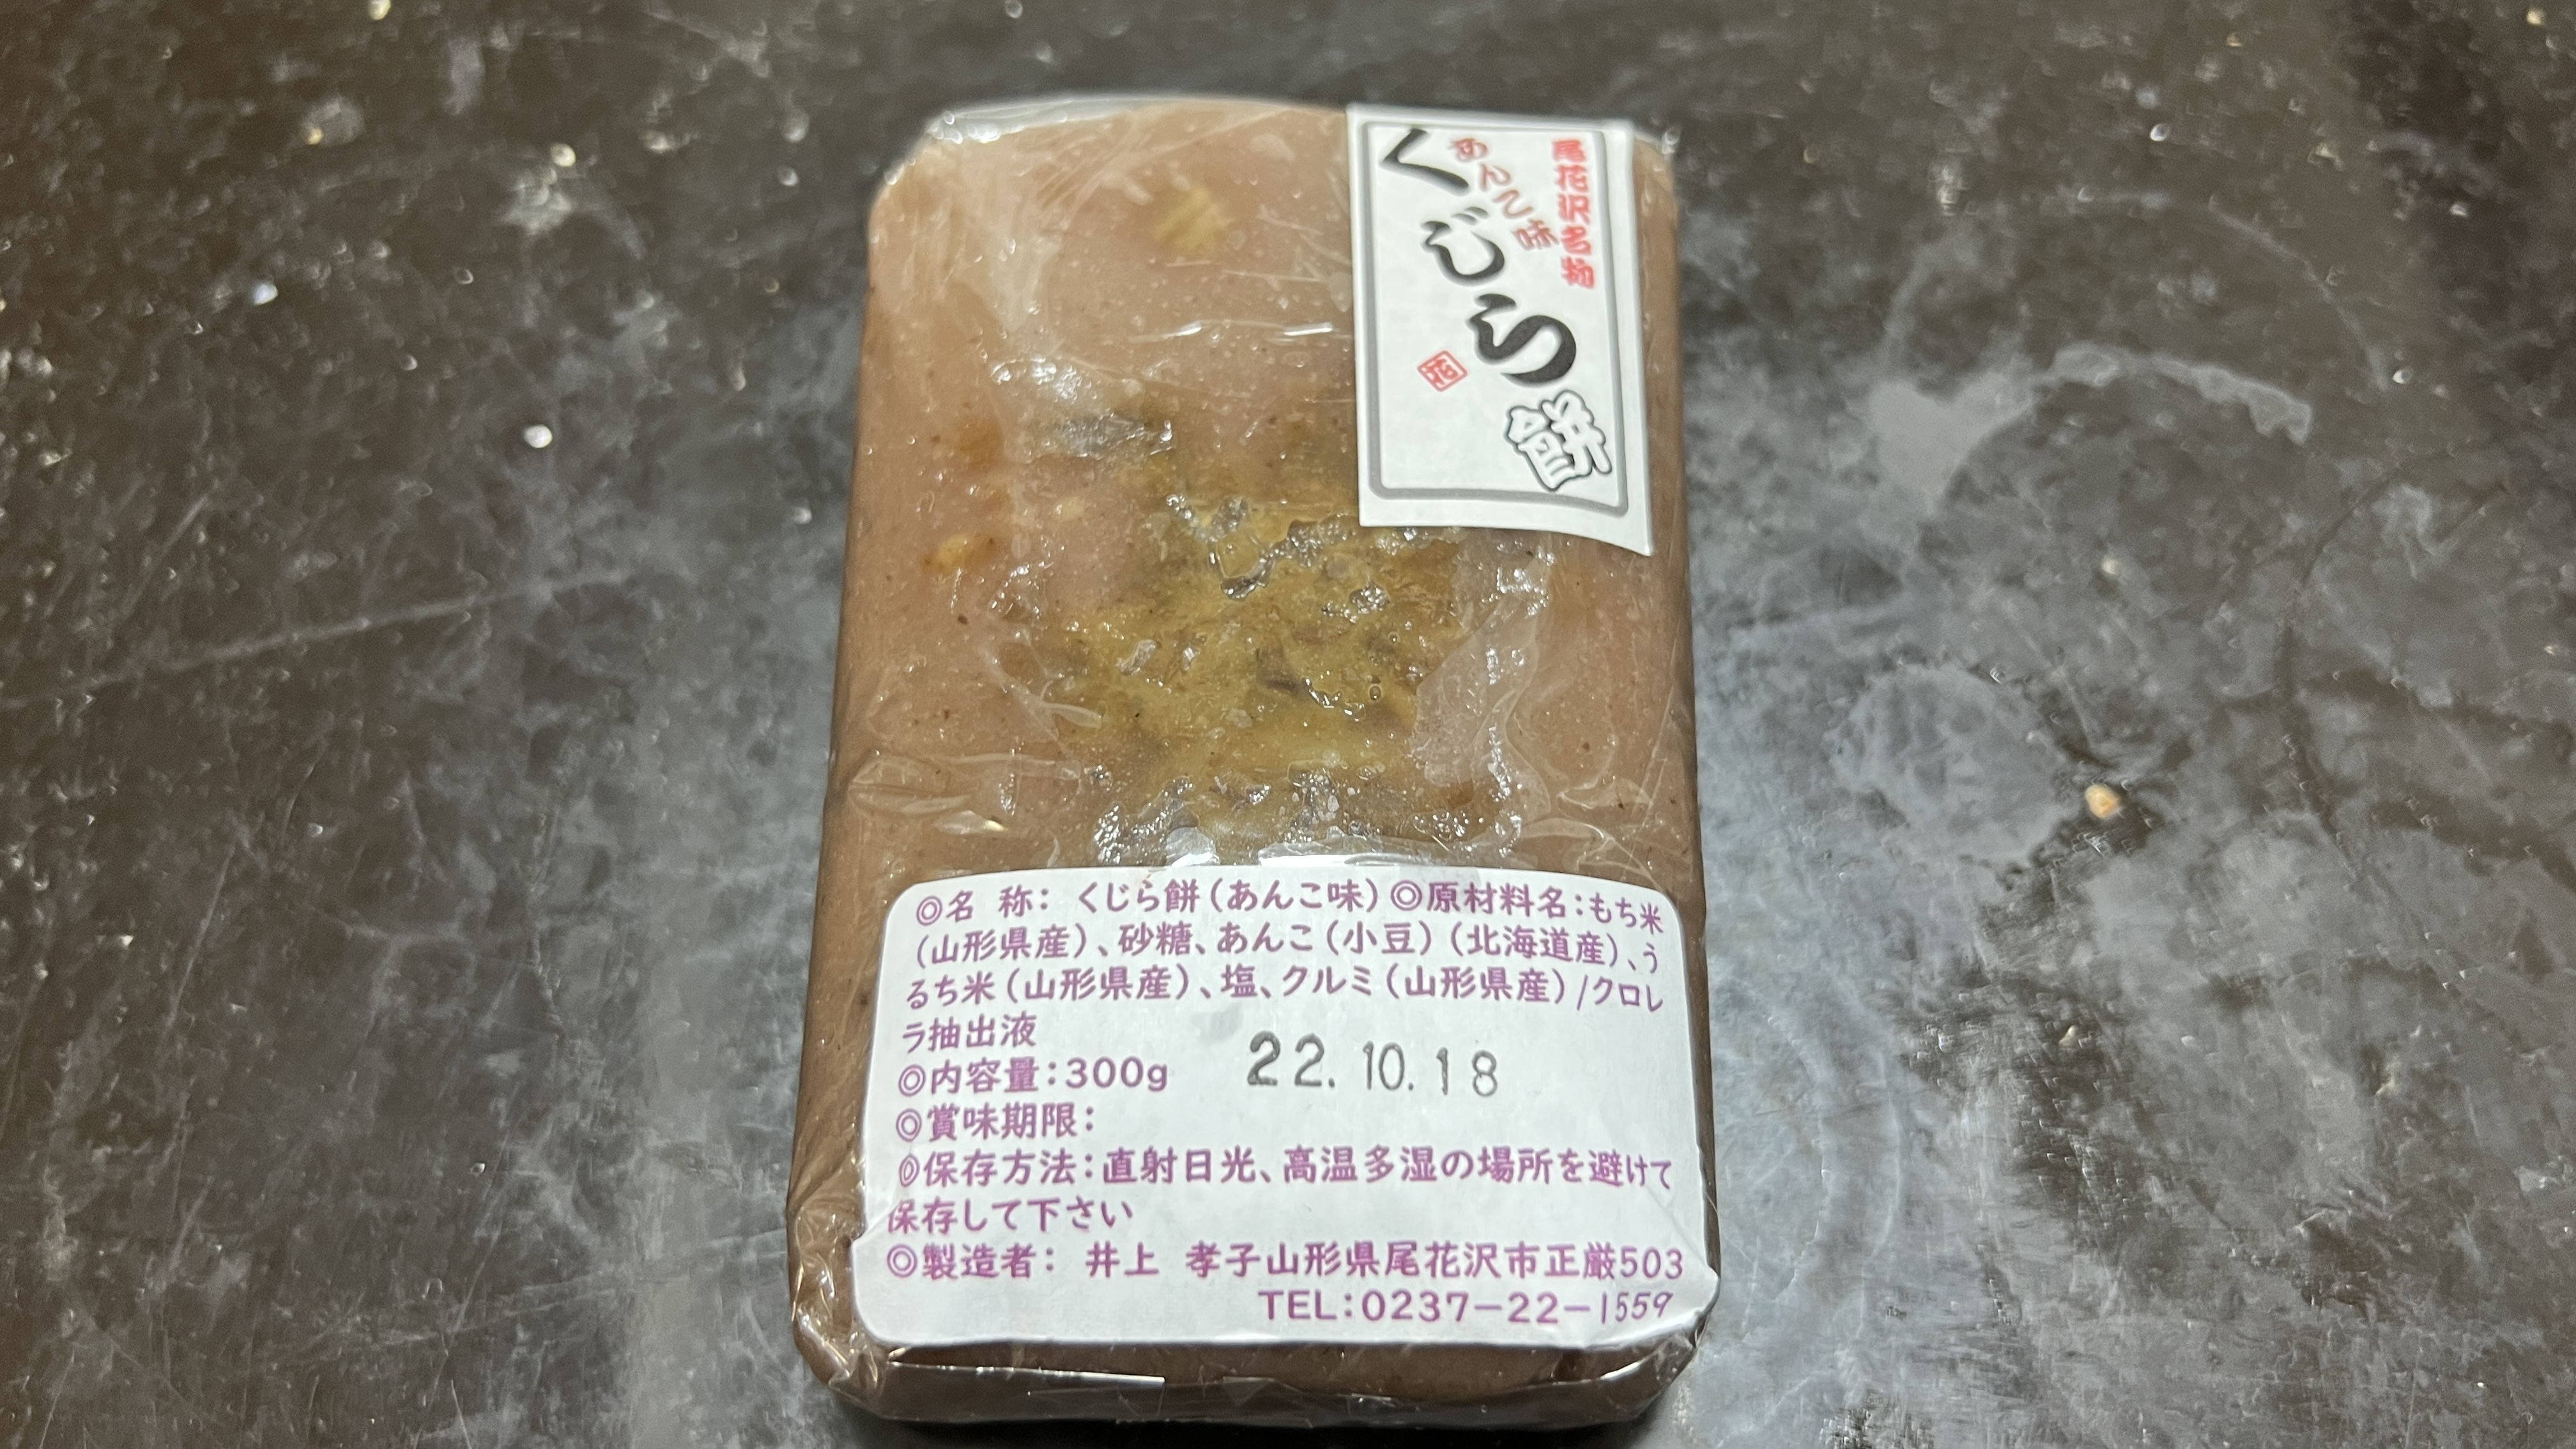 尾花沢名物
あんこ味
くじら餅
花
◎名 称： くじら餅（あんこ味）◎原材料名：もち米
（山形県産）、砂糖、あんこ（小豆）（北海道産）、う
るち米（山形県産）、塩、クルミ（山形県産）/クロレ
ラ抽出液
◎内容量：300g
22.10.18
◎賞味期限：
◎保存方法：直射日光、高温多湿の場所を避けて
保存して下さい
◎製造者： 井上 孝子山形県尾花沢市正厳503
TEL：0237－22－1559